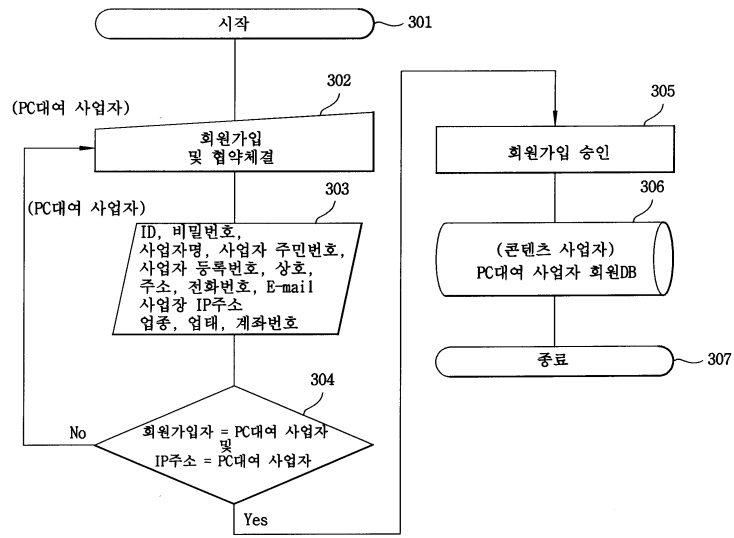 시작
301
302
(PC대여 사업자)
회원가입
및 협약체결
(PC대여 사업자)
303
ID, 비밀번호,
사업자명, 사업자 주민번호,
사업자 등록번호, 상호,
주소, 전화번호, E-mail
사업장 IP주소
업종, 업태, 계좌번호
304
No
회원가입자 = PC대여 사업자
및
IP주소 = PC대여 사업자
Yes
305
회원가입 승인
306
(콘텐츠 사업자)
PC대여 사업자 회원DB
종료
307